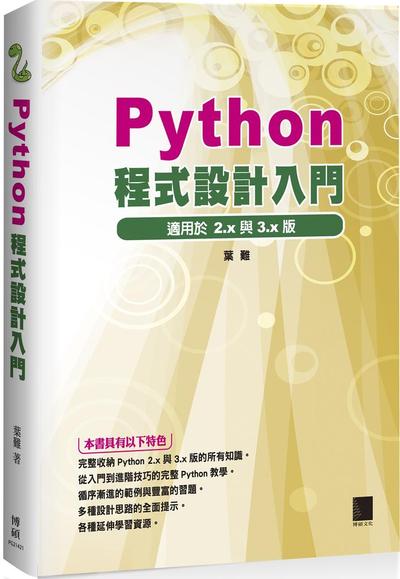 Python
程式設計入門
適用於 2.x 與 3.x 版
葉難
本書具有以下特色
完整收納 Python 2.x 與 3.x 版的所有知識。
從入門到進階技巧的完整 Python 教學。
循序漸進的範例與豐富的習題。
多種設計思路的全面提示。
各種延伸學習資源。
博碩文化
Python 程式設計入門
葉難 著
博碩
PG21421